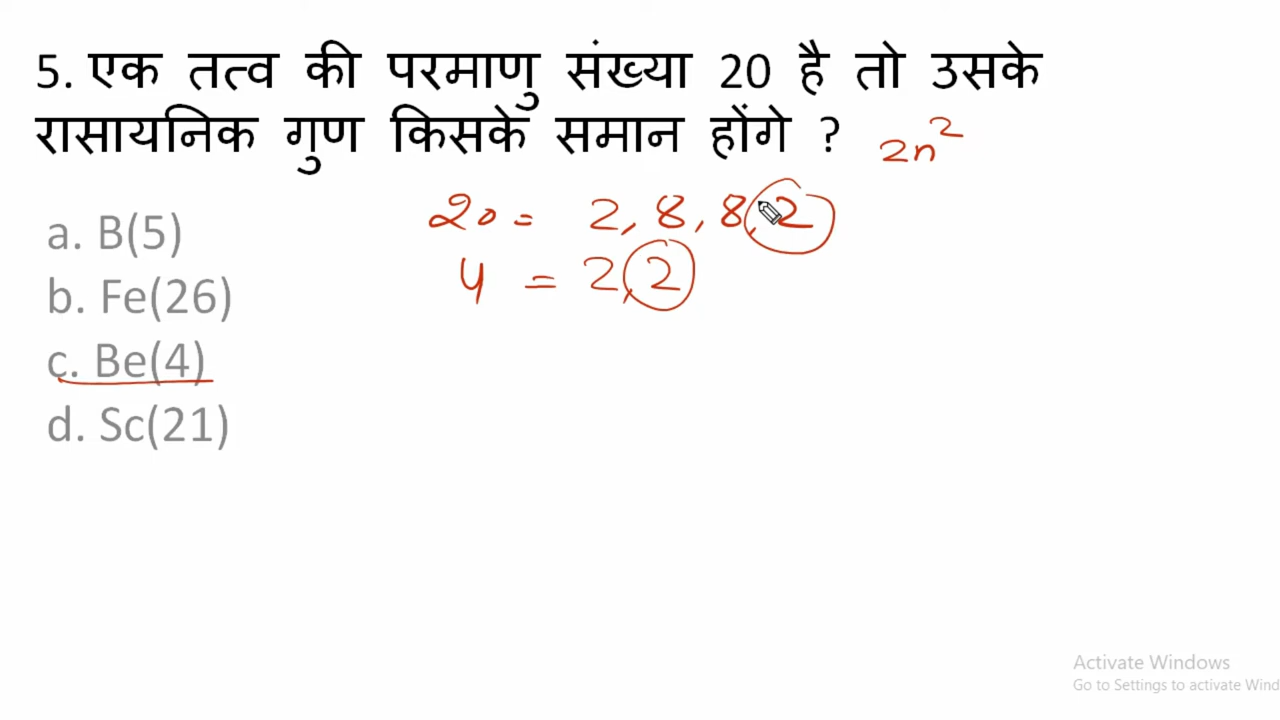 5. एक तत्व की परमाणु संख्या 20 है तो उसके
रासायनिक गुण किसके समान होंगे ?
2n²
20 = 2, 8, 8, 2
a. B(5)
4 = 2, 2
b. Fe(26)
c. Be(4)
d. Sc(21)
Activate Windows
Go to Settings to activate Wind